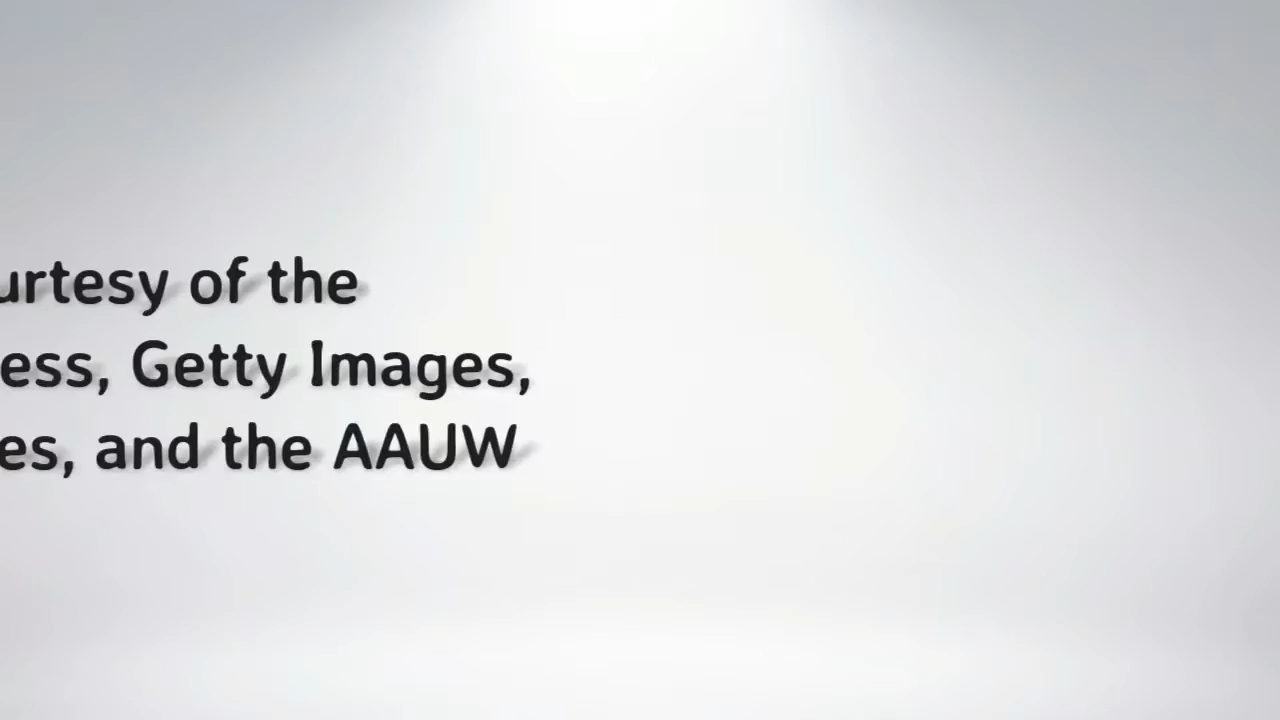 urtesy of the
ess, Getty Images,
es, and the AAUW